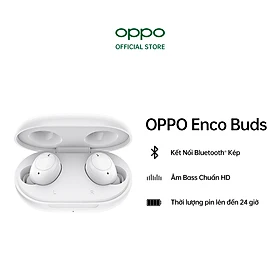 oppo
OFFICIAL STORE
OPPO Enco Buds
Kết Nối Bluetooth® Kép
Âm Bass Chuẩn HD
Thời lượng pin lên đến 24 giờ